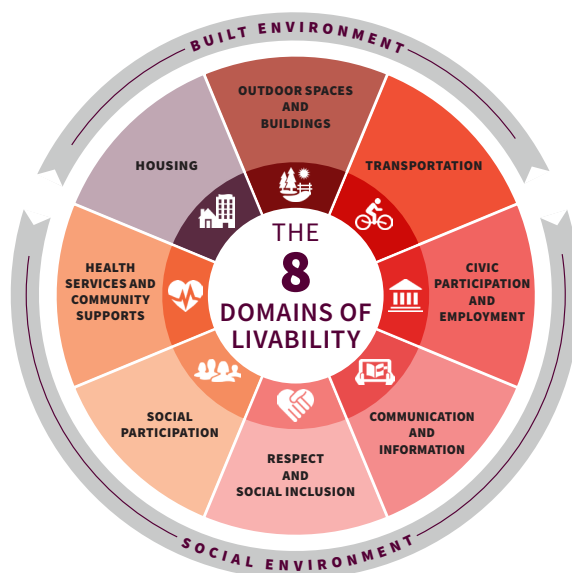 BUILT ENVIRONMENT
OUTDOOR SPACES
AND
BUILDINGS
TRANSPORTATION
CIVIC
PARTICIPATION
AND
EMPLOYMENT
COMMUNICATION
AND
INFORMATION
RESPECT
AND
SOCIAL INCLUSION
SOCIAL
PARTICIPATION
HEALTH
SERVICES AND
COMMUNITY
SUPPORTS
HOUSING
THE
8
DOMAINS OF
LIVABILITY
SOCIAL ENVIRONMENT